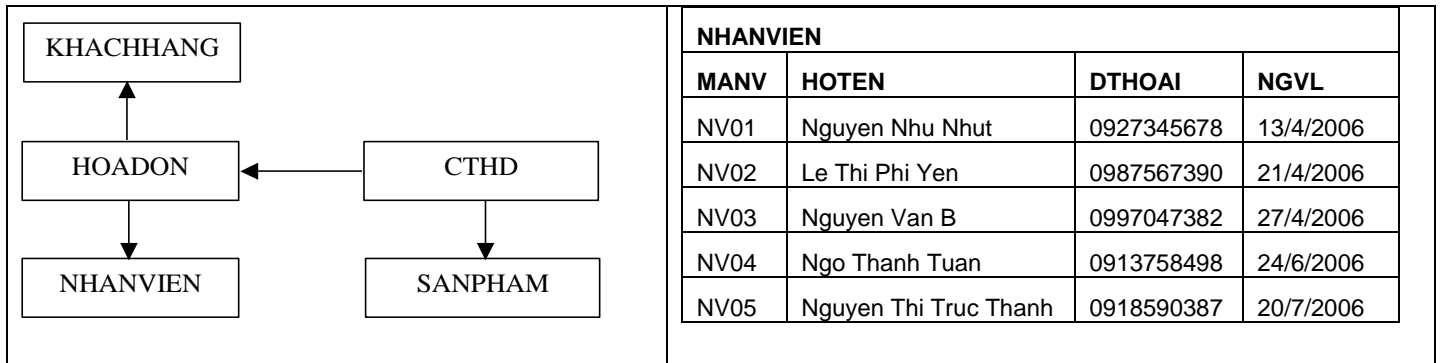 KHACHHANG
HOADON CTHD
NHANVIEN SANPHAM
NHANVIEN
MANV HOTEN DTHOAI NGVL
NV01 Nguyen Nhu Nhut 0927345678 13/4/2006
NV02 Le Thi Phi Yen 0987567390 21/4/2006
NV03 Nguyen Van B 0997047382 27/4/2006
NV04 Ngo Thanh Tuan 0913758498 24/6/2006
NV05 Nguyen Thi Truc Thanh 0918590387 20/7/2006